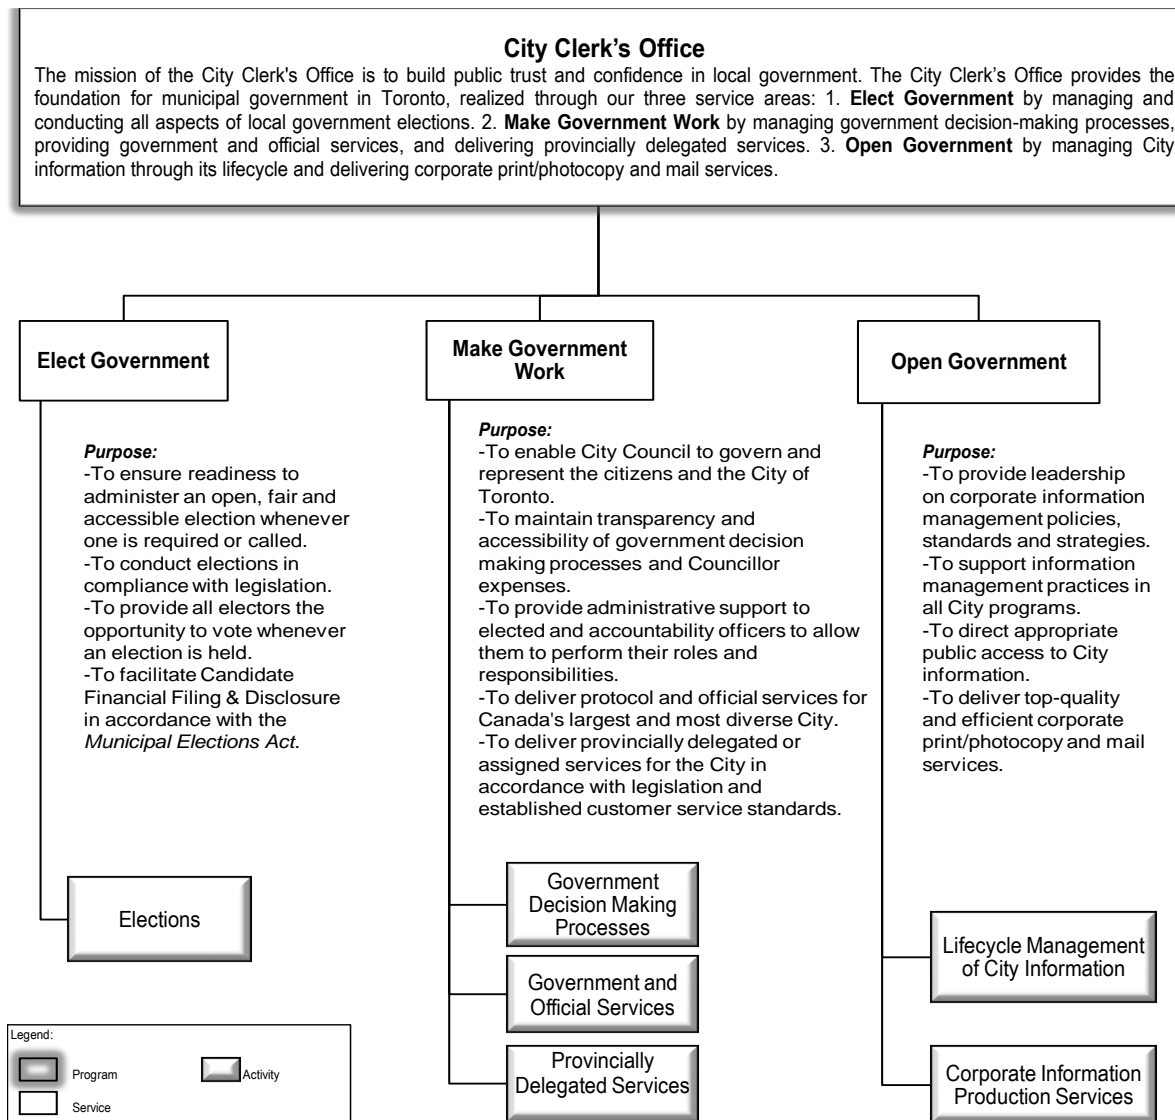 City Clerk's Office
The mission of the City Clerk's Office is to build public trust and confidence in local government. The City Clerk's Office provides the
foundation for municipal government in Toronto, realized through our three service areas: 1. Elect Government by managing and
conducting all aspects of local government elections. 2. Make Government Work by managing government decision-making processes,
providing government and official services, and delivering provincially delegated services. 3. Open Government by managing City
information through its lifecycle and delivering corporate print/photocopy and mail services.
Elect Government
Purpose:
-To ensure readiness to
administer an open, fair and
accessible election whenever
one is required or called.
-To conduct elections in
compliance with legislation.
-To provide all electors the
opportunity to vote whenever
an election is held.
-To facilitate Candidate
Financial Filing & Disclosure
in accordance with the
Municipal Elections Act.
Elections
Make Government
Work
Purpose:
-To enable City Council to govern and
represent the citizens and the City of
Toronto.
-To maintain transparency and
accessibility of government decision
making processes and Councillor
expenses.
-To provide administrative support to
elected and accountability officers to allow
them to perform their roles and
responsibilities.
-To deliver protocol and official services for
Canada's largest and most diverse City.
-To deliver provincially delegated or
assigned services for the City in
accordance with legislation and
established customer service standards.
Government
Decision Making
Processes
Government and
Official Services
Provincially
Delegated Services
Open Government
Purpose:
-To provide leadership
on corporate information
management policies,
standards and strategies.
-To support information
management practices in
all City programs.
-To direct appropriate
public access to City
information.
-To deliver top-quality
and efficient corporate
print/photocopy and mail
services.
Lifecycle Management
of City Information
Corporate Information
Production Services
Legend:
Program
Activity
Service